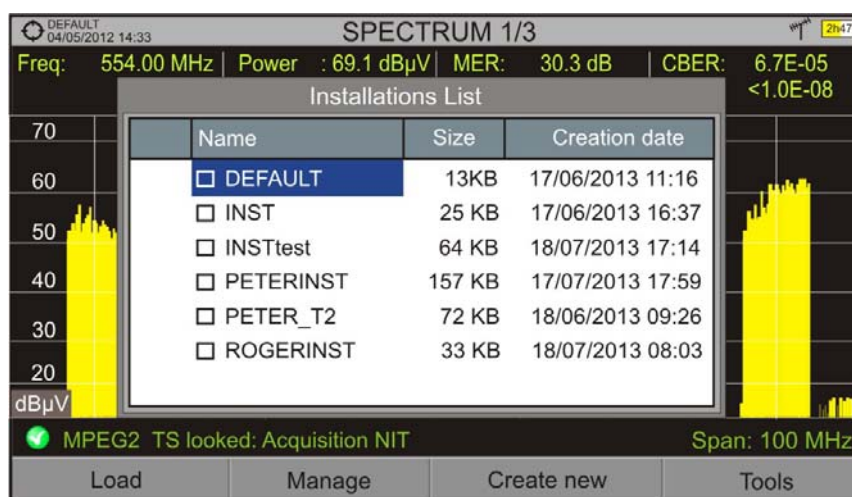 DEFAULT
04/05/2012 14:33
SPECTRUM 1/3
2h47
Freq: 554.00 MHz | Power : 69.1 dBµV | MER: 30.3 dB | CBER: 6.7E-05
<1.0E-08
Installations List
Name Size Creation date
DEFAULT 13KB 17/06/2013 11:16
INST 25 KB 17/06/2013 16:37
INSTtest 64 KB 18/07/2013 17:14
PETERINST 157 KB 17/07/2013 17:59
PETER_T2 72 KB 18/06/2013 09:26
ROGERINST 33 KB 18/07/2013 08:03
70
60
50
40
30
20
dBµV
MPEG2 TS looked: Acquisition NIT Span: 100 MHz
Load Manage Create new Tools